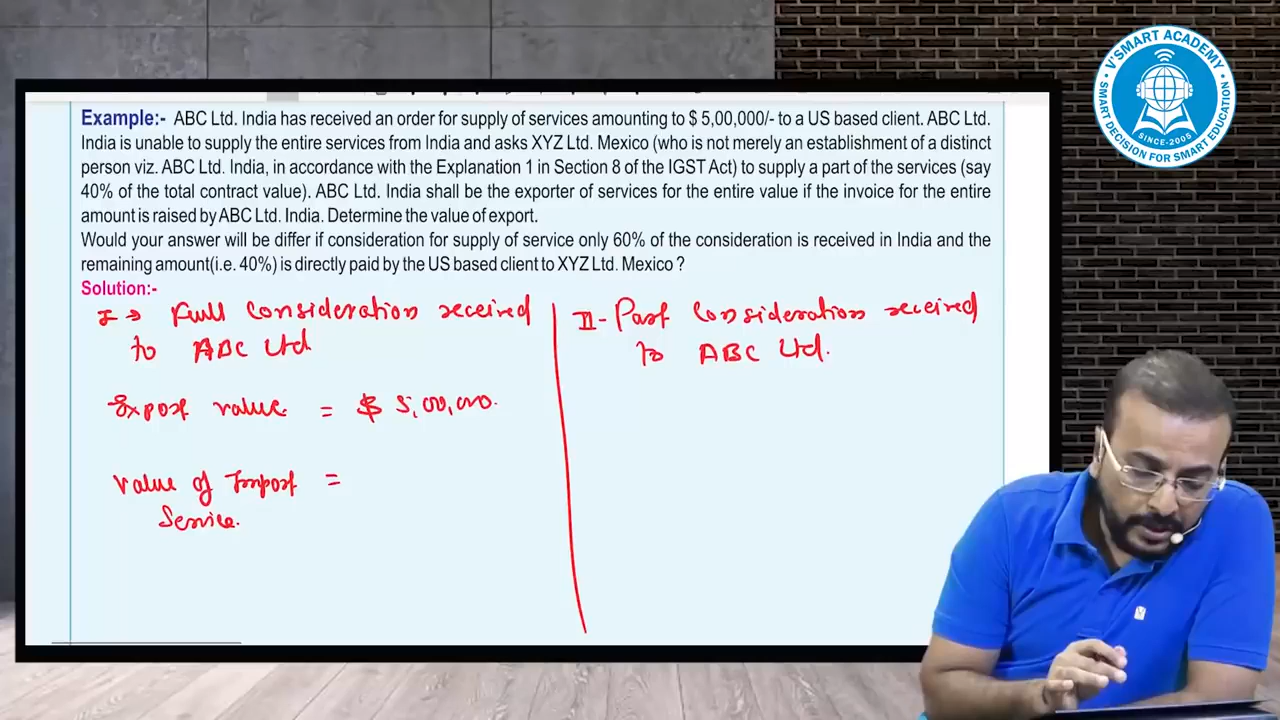 V'SMART ACADEMY
SMART DECISION FOR SMART EDUCATION
SINCE-2005
Example:- ABC Ltd. India has received an order for supply of services amounting to $ 5,00,000/- to a US based client. ABC Ltd.
India is unable to supply the entire services from India and asks XYZ Ltd. Mexico (who is not merely an establishment of a distinct
person viz. ABC Ltd. India, in accordance with the Explanation 1 in Section 8 of the IGST Act) to supply a part of the services (say
40% of the total contract value). ABC Ltd. India shall be the exporter of services for the entire value if the invoice for the entire
amount is raised by ABC Ltd. India. Determine the value of export.
Would your answer will be differ if consideration for supply of service only 60% of the consideration is received in India and the
remaining amount(i.e. 40%) is directly paid by the US based client to XYZ Ltd. Mexico ?
Solution:-
I → Full Consideration received
to ABC Ltd
Export value = $ 5,00,000.
Value of Import =
Service.
II - Part Consideration received
to ABC Ltd.